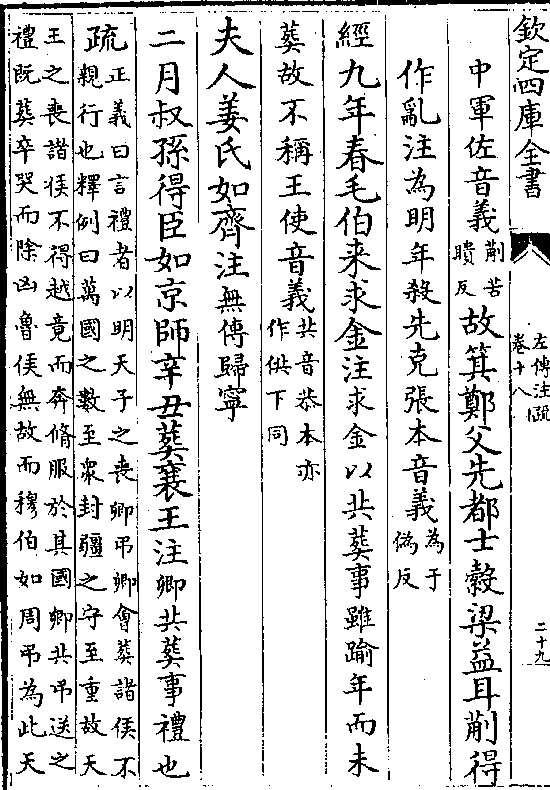 欽定四庫全書
左傳注疏
卷十八
二十九
中軍佐音義蒯苦
瞶反
故箕鄭父先都士縠梁益耳蒯得
作亂注為明年殺先克張本音義為于
偽反
經九年春毛伯来求金注求金以共葬事雖踰年而未
葬故不稱王使音義共音恭本亦
作供下同
夫人姜氏如齊注無傳歸寧
二月叔孫得臣如京師辛丑葬襄王注卿共葬事禮也
疏正義曰言禮者以明天子之喪卿弔卿會葬諸侯不
親行也釋例曰萬國之數至衆封疆之守至重故天
王之喪諸侯不得越竟而奔脩服於其國卿共弔送之
禮既葬卒哭而除凶魯侯無故而穆伯如周弔為此天